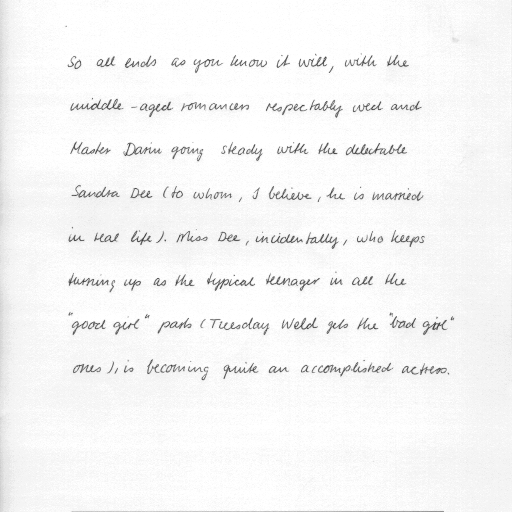 So all ends as you know it will, with the
middle-aged romancers respectably wed and
Master Darin going steady with the delectable
Sandra Dee (to whom, I believe, he is married
in real life). Miss Dee, incidentally, who keeps
turning up as the typical teenager in all the
"good girl" parts (Tuesday Weld gets the "bad girl"
ones), is becoming quite an accomplished actress.